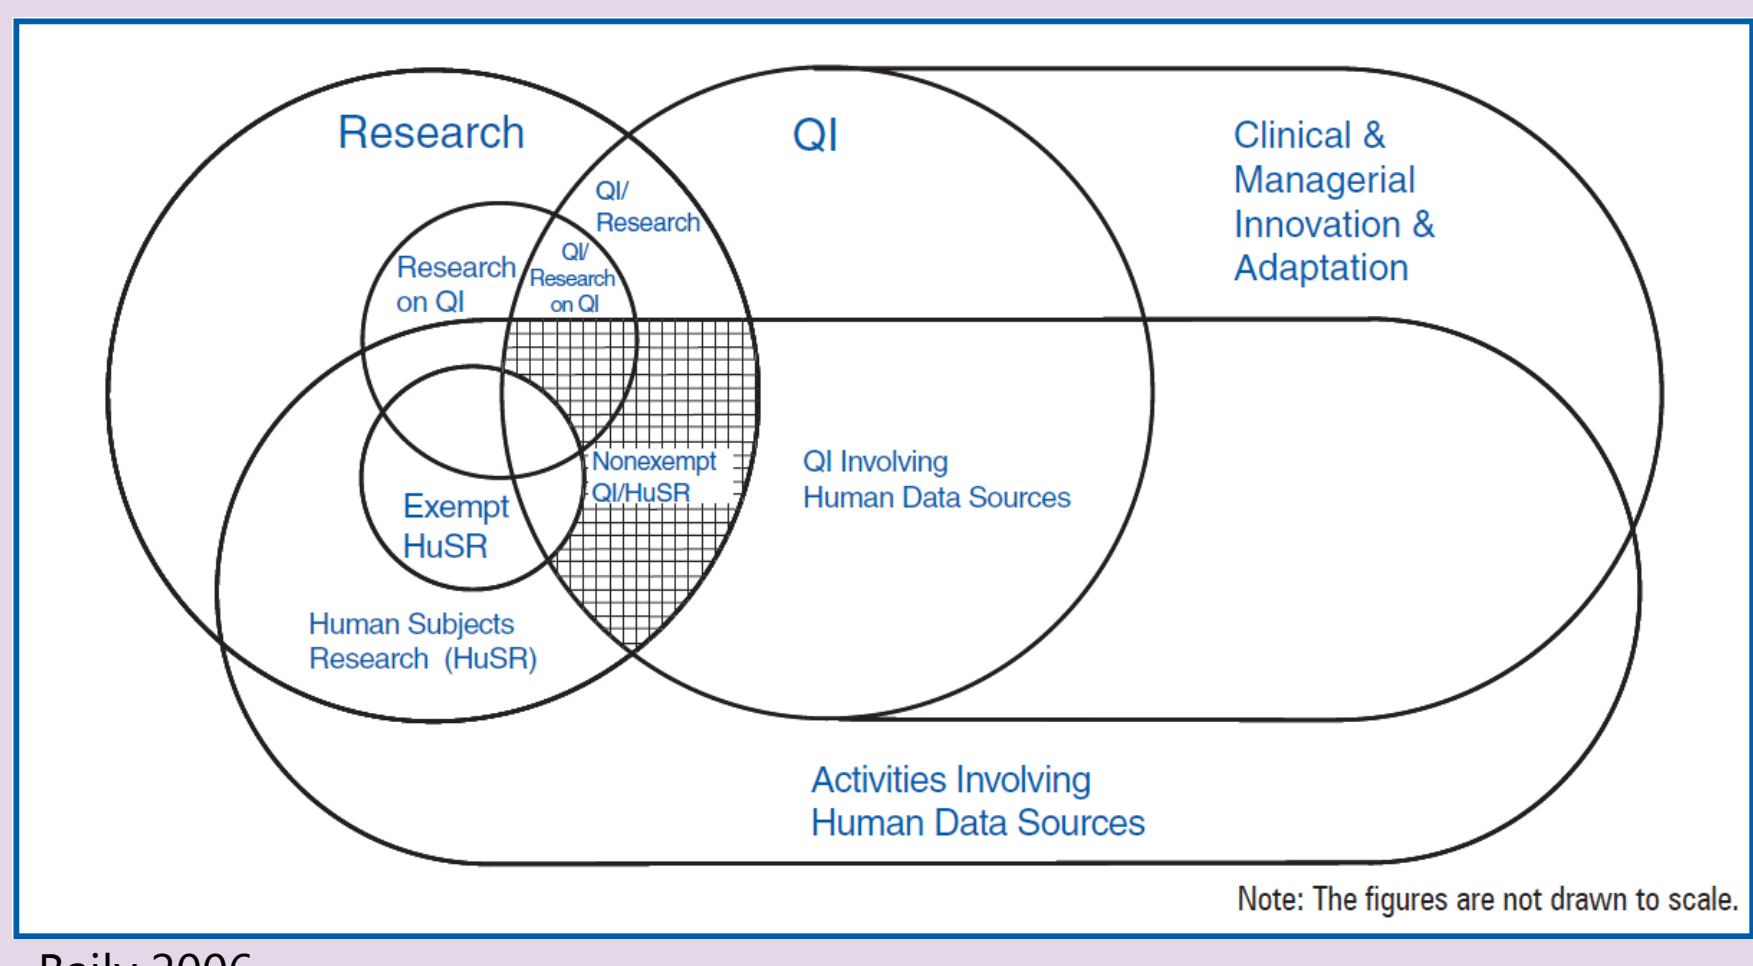 Research
QI
Clinical &
Managerial
Innovation &
Adaptation
QI/
Research
QI/
Research
on QI
Research
on QI
Nonexempt
QI/HuSR
QI Involving
Human Data Sources
Exempt
HuSR
Human Subjects
Research (HuSR)
Activities Involving
Human Data Sources
Note: The figures are not drawn to scale.